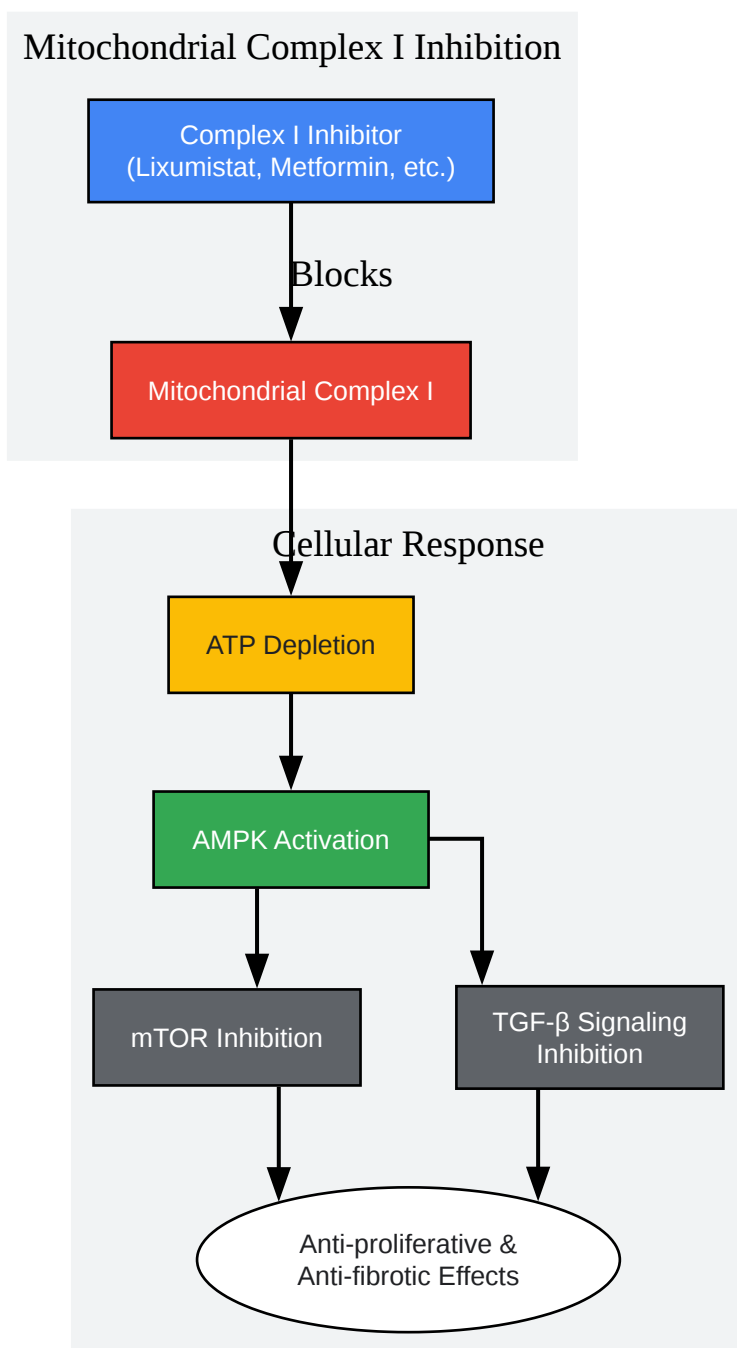 Mitochondrial Complex I Inhibition
Complex I Inhibitor
(Lixumistat, Metformin, etc.)
Blocks
Mitochondrial Complex I
Cellular Response
ATP Depletion
AMPK Activation
mTOR Inhibition
TGF-β Signaling
Inhibition
Anti-proliferative &
Anti-fibrotic Effects